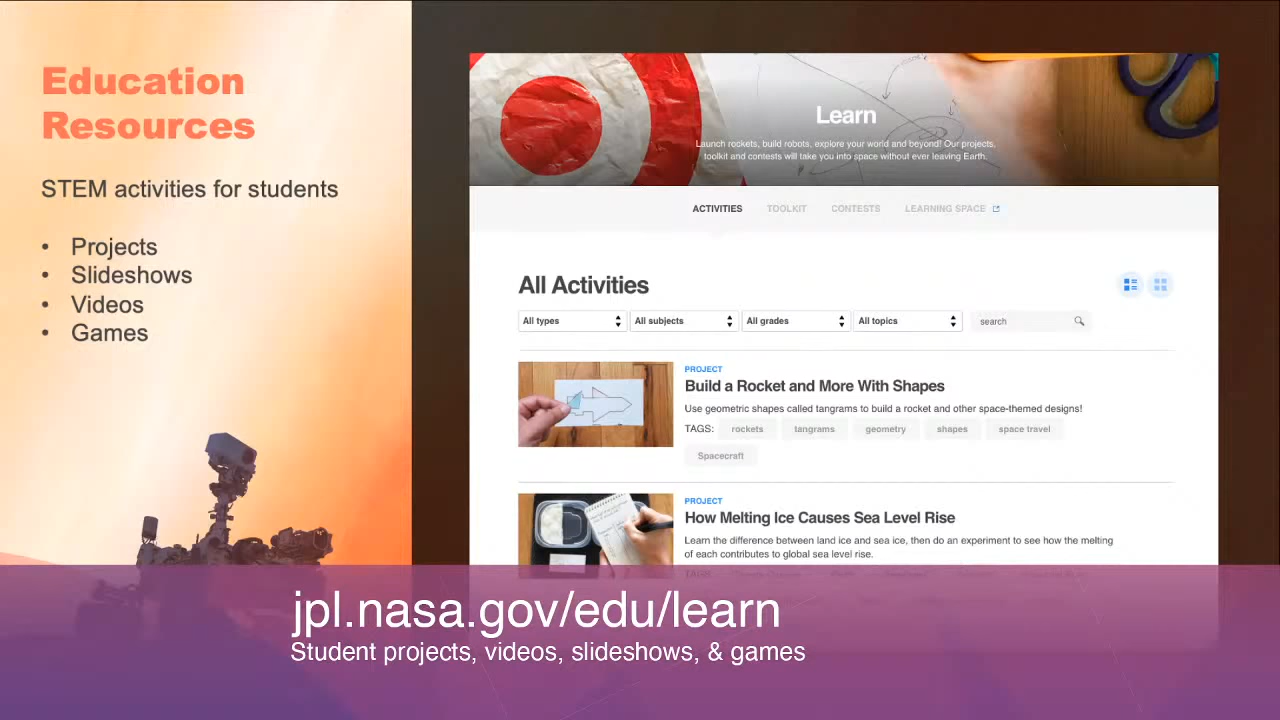 Education
Resources
STEM activities for students
• Projects
• Slideshows
• Videos
• Games
Learn
Launch rockets, build robots, explore your world and beyond! Our projects,
toolkit and contests will take you into space without ever leaving Earth.
ACTIVITIES TOOLKIT CONTESTS LEARNING SPACE
All Activities
All types All subjects All grades All topics search
PROJECT
Build a Rocket and More With Shapes
Use geometric shapes called tangrams to build a rocket and other space-themed designs!
TAGS: rockets tangrams geometry shapes space travel
Spacecraft
PROJECT
How Melting Ice Causes Sea Level Rise
Learn the difference between land ice and sea ice, then do an experiment to see how the melting
of each contributes to global sea level rise.
TAGS:
jpl.nasa.gov/edu/learn
Student projects, videos, slideshows, & games